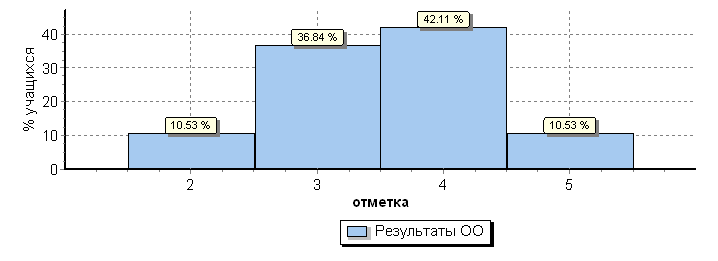 % учащихся
40
30
20
10
0
10.53 %
36.84 %
42.11 %
10.53 %
2 3 4 5
отметка
Результаты ОО